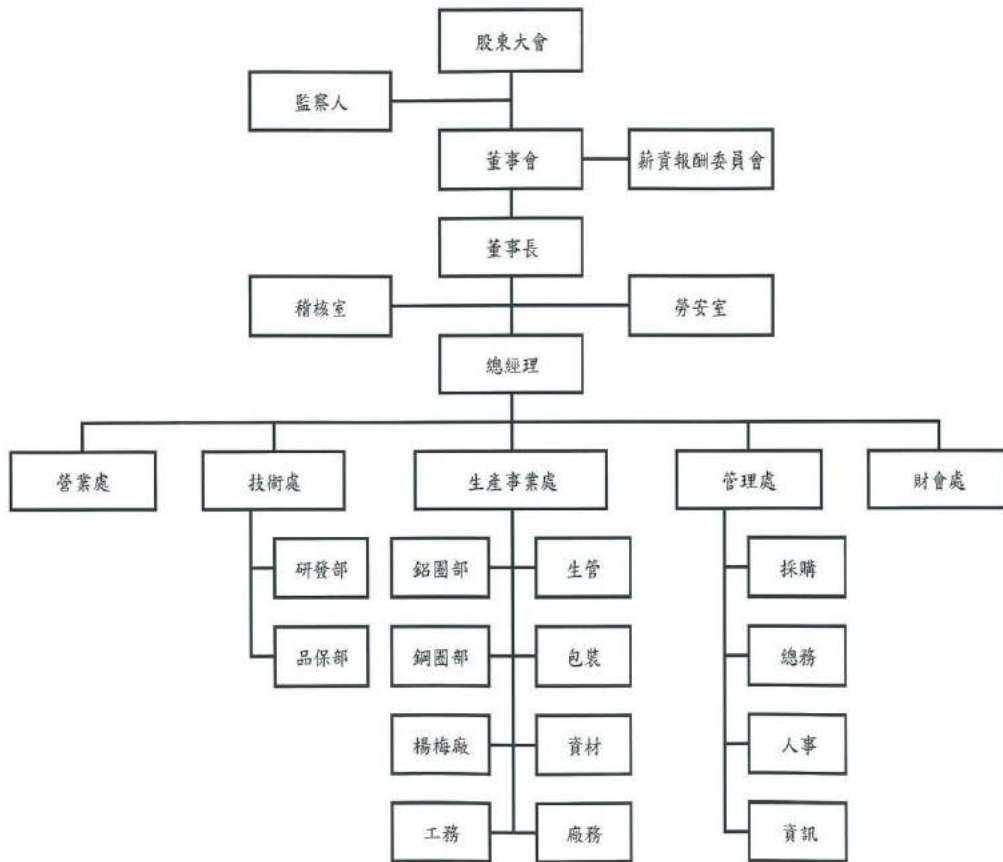 股東大會
監察人
董事會
薪資報酬委員會
董事長
稽核室
勞安室
總經理
營業處
技術處
生產事業處
管理處
財會處
研發部
鋁圈部
生管
採購
品保部
鋼圈部
包裝
總務
楊梅廠
資材
人事
工務
廠務
資訊